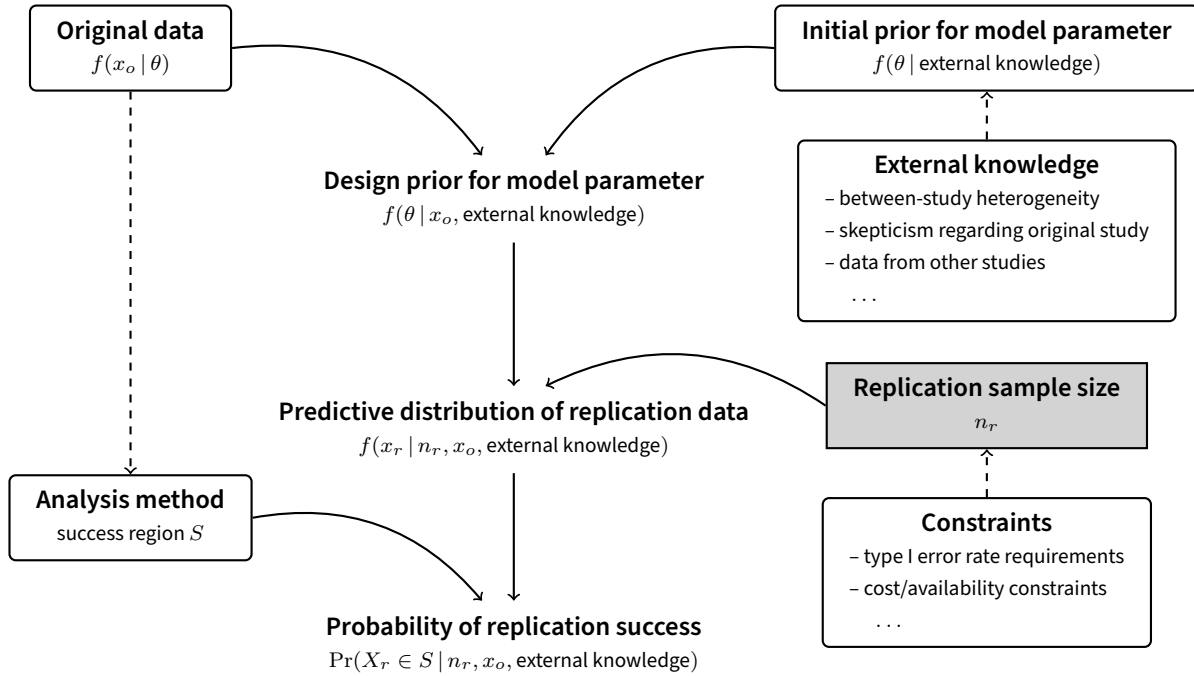 Original data
f(x_o | θ)
Initial prior for model parameter
f(θ | external knowledge)
External knowledge
– between-study heterogeneity
– skepticism regarding original study
– data from other studies
...
Design prior for model parameter
f(θ | x_o, external knowledge)
Replication sample size
n_r
Predictive distribution of replication data
f(x_r | n_r, x_o, external knowledge)
Analysis method
success region S
Constraints
– type I error rate requirements
– cost/availability constraints
...
Probability of replication success
Pr(X_r ∈ S | n_r, x_o, external knowledge)